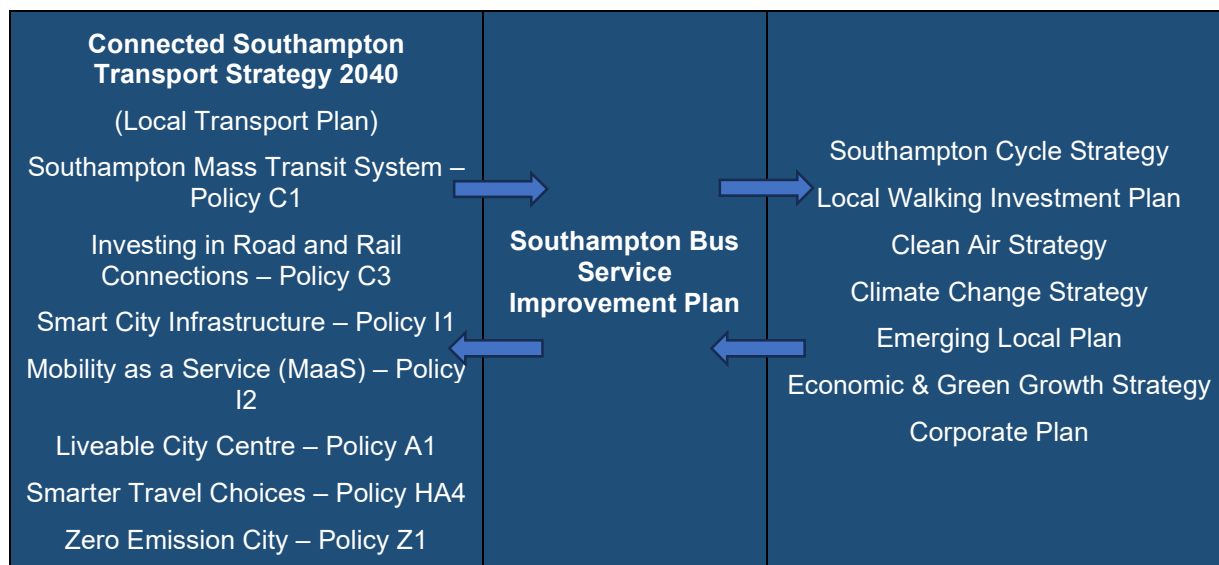 Connected Southampton
Transport Strategy 2040
(Local Transport Plan)
Southampton Mass Transit System –
Policy C1
Investing in Road and Rail
Connections – Policy C3
Smart City Infrastructure – Policy I1
Mobility as a Service (MaaS) – Policy
I2
Liveable City Centre – Policy A1
Smarter Travel Choices – Policy HA4
Zero Emission City – Policy Z1
Southampton Bus
Service
Improvement Plan
Southampton Cycle Strategy
Local Walking Investment Plan
Clean Air Strategy
Climate Change Strategy
Emerging Local Plan
Economic & Green Growth Strategy
Corporate Plan